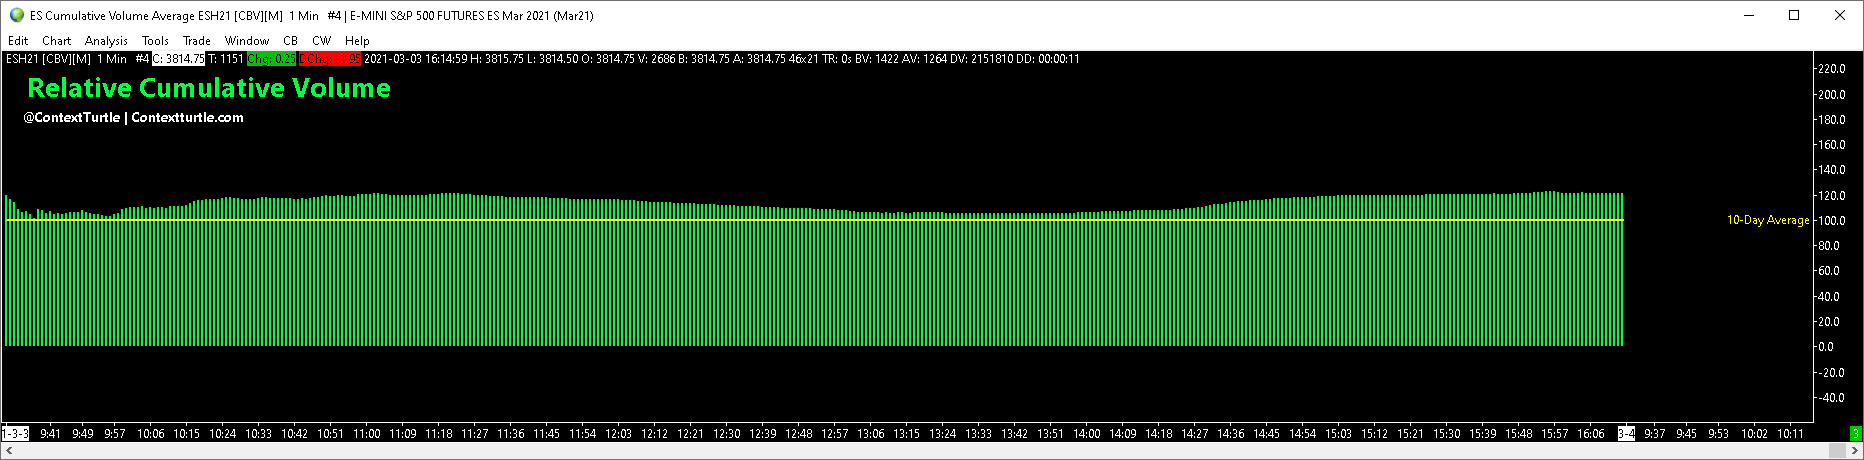 ES Cumulative Volume Average ESH21 [CBV][M] 1 Min #4 | E-MINI S&P 500 FUTURES ES Mar 2021 (Mar21)
Edit Chart Analysis Tools Trade Window CB CW Help
ESH21 [CBV][M] 1 Min #4 C: 3814.75 T: 1151 Chg: 0.25 DChg: -1.95 2021-03-03 16:14:59 H: 3815.75 L: 3814.50 O: 3814.75 V: 2686 B: 3814.75 A: 3814.75 46x21 TR: 0s BV: 1422 AV: 1264 DV: 2151810 DD: 00:00:11
Relative Cumulative Volume
@ContextTurtle | Contextturtle.com
220.0
200.0
180.0
160.0
140.0
120.0
10-Day Average 100.0
80.0
60.0
40.0
20.0
0.0
-20.0
-40.0
1-3-3 9:41 9:49 9:57 10:06 10:15 10:24 10:33 10:42 10:51 11:00 11:09 11:18 11:27 11:36 11:45 11:54 12:03 12:12 12:21 12:30 12:39 12:48 12:57 13:06 13:15 13:24 13:33 13:42 13:51 14:00 14:09 14:18 14:27 14:36 14:45 14:54 15:03 15:12 15:21 15:30 15:39 15:48 15:57 16:06 3-4 9:37 9:45 9:53 10:02 10:11 3